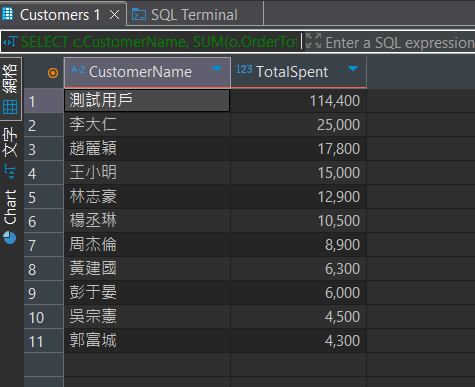 Customers 1 SQL Terminal
SELECT c.CustomerName, SUM(o.OrderTo Enter a SQL expression
網格
文字
Chart
CustomerName TotalSpent
1 測試用戶 114,400
2 李大仁 25,000
3 趙麗穎 17,800
4 王小明 15,000
5 林志豪 12,900
6 楊丞琳 10,500
7 周杰倫 8,900
8 黃建國 6,300
9 彭于晏 6,000
10 吳宗憲 4,500
11 郭富城 4,300